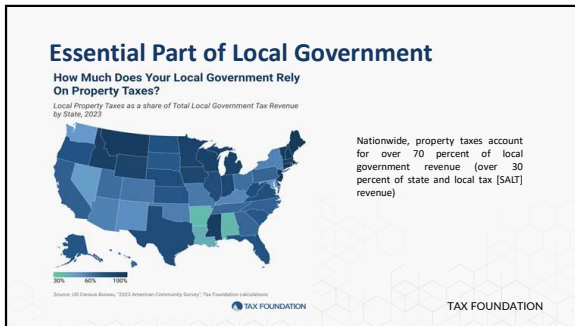 Essential Part of Local Government
How Much Does Your Local Government Rely
On Property Taxes?
Local Property Taxes as a share of Total Local Government Tax Revenue
by State, 2023
Nationwide, property taxes account
for over 70 percent of local
government revenue (over 30
percent of state and local tax [SALT]
revenue)
30% 60% 100%
Source: US Census Bureau, "2023 American Community Survey"; Tax Foundation calculations.
TAX FOUNDATION
TAX FOUNDATION